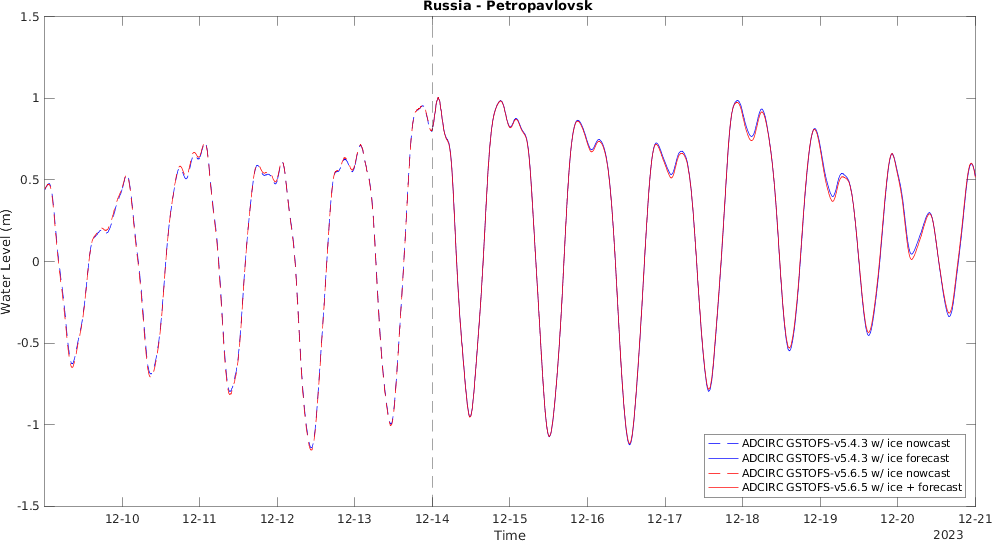 Russia - Petropavlovsk
1.5
1
0.5
0
-0.5
-1
-1.5
Water Level (m)
ADCIRC GSTOFS-v5.4.3 w/ ice nowcast
ADCIRC GSTOFS-v5.4.3 w/ ice forecast
ADCIRC GSTOFS-v5.6.5 w/ ice nowcast
ADCIRC GSTOFS-v5.6.5 w/ ice + forecast
12-10 12-11 12-12 12-13 12-14 12-15 12-16 12-17 12-18 12-19 12-20 12-21
Time
2023